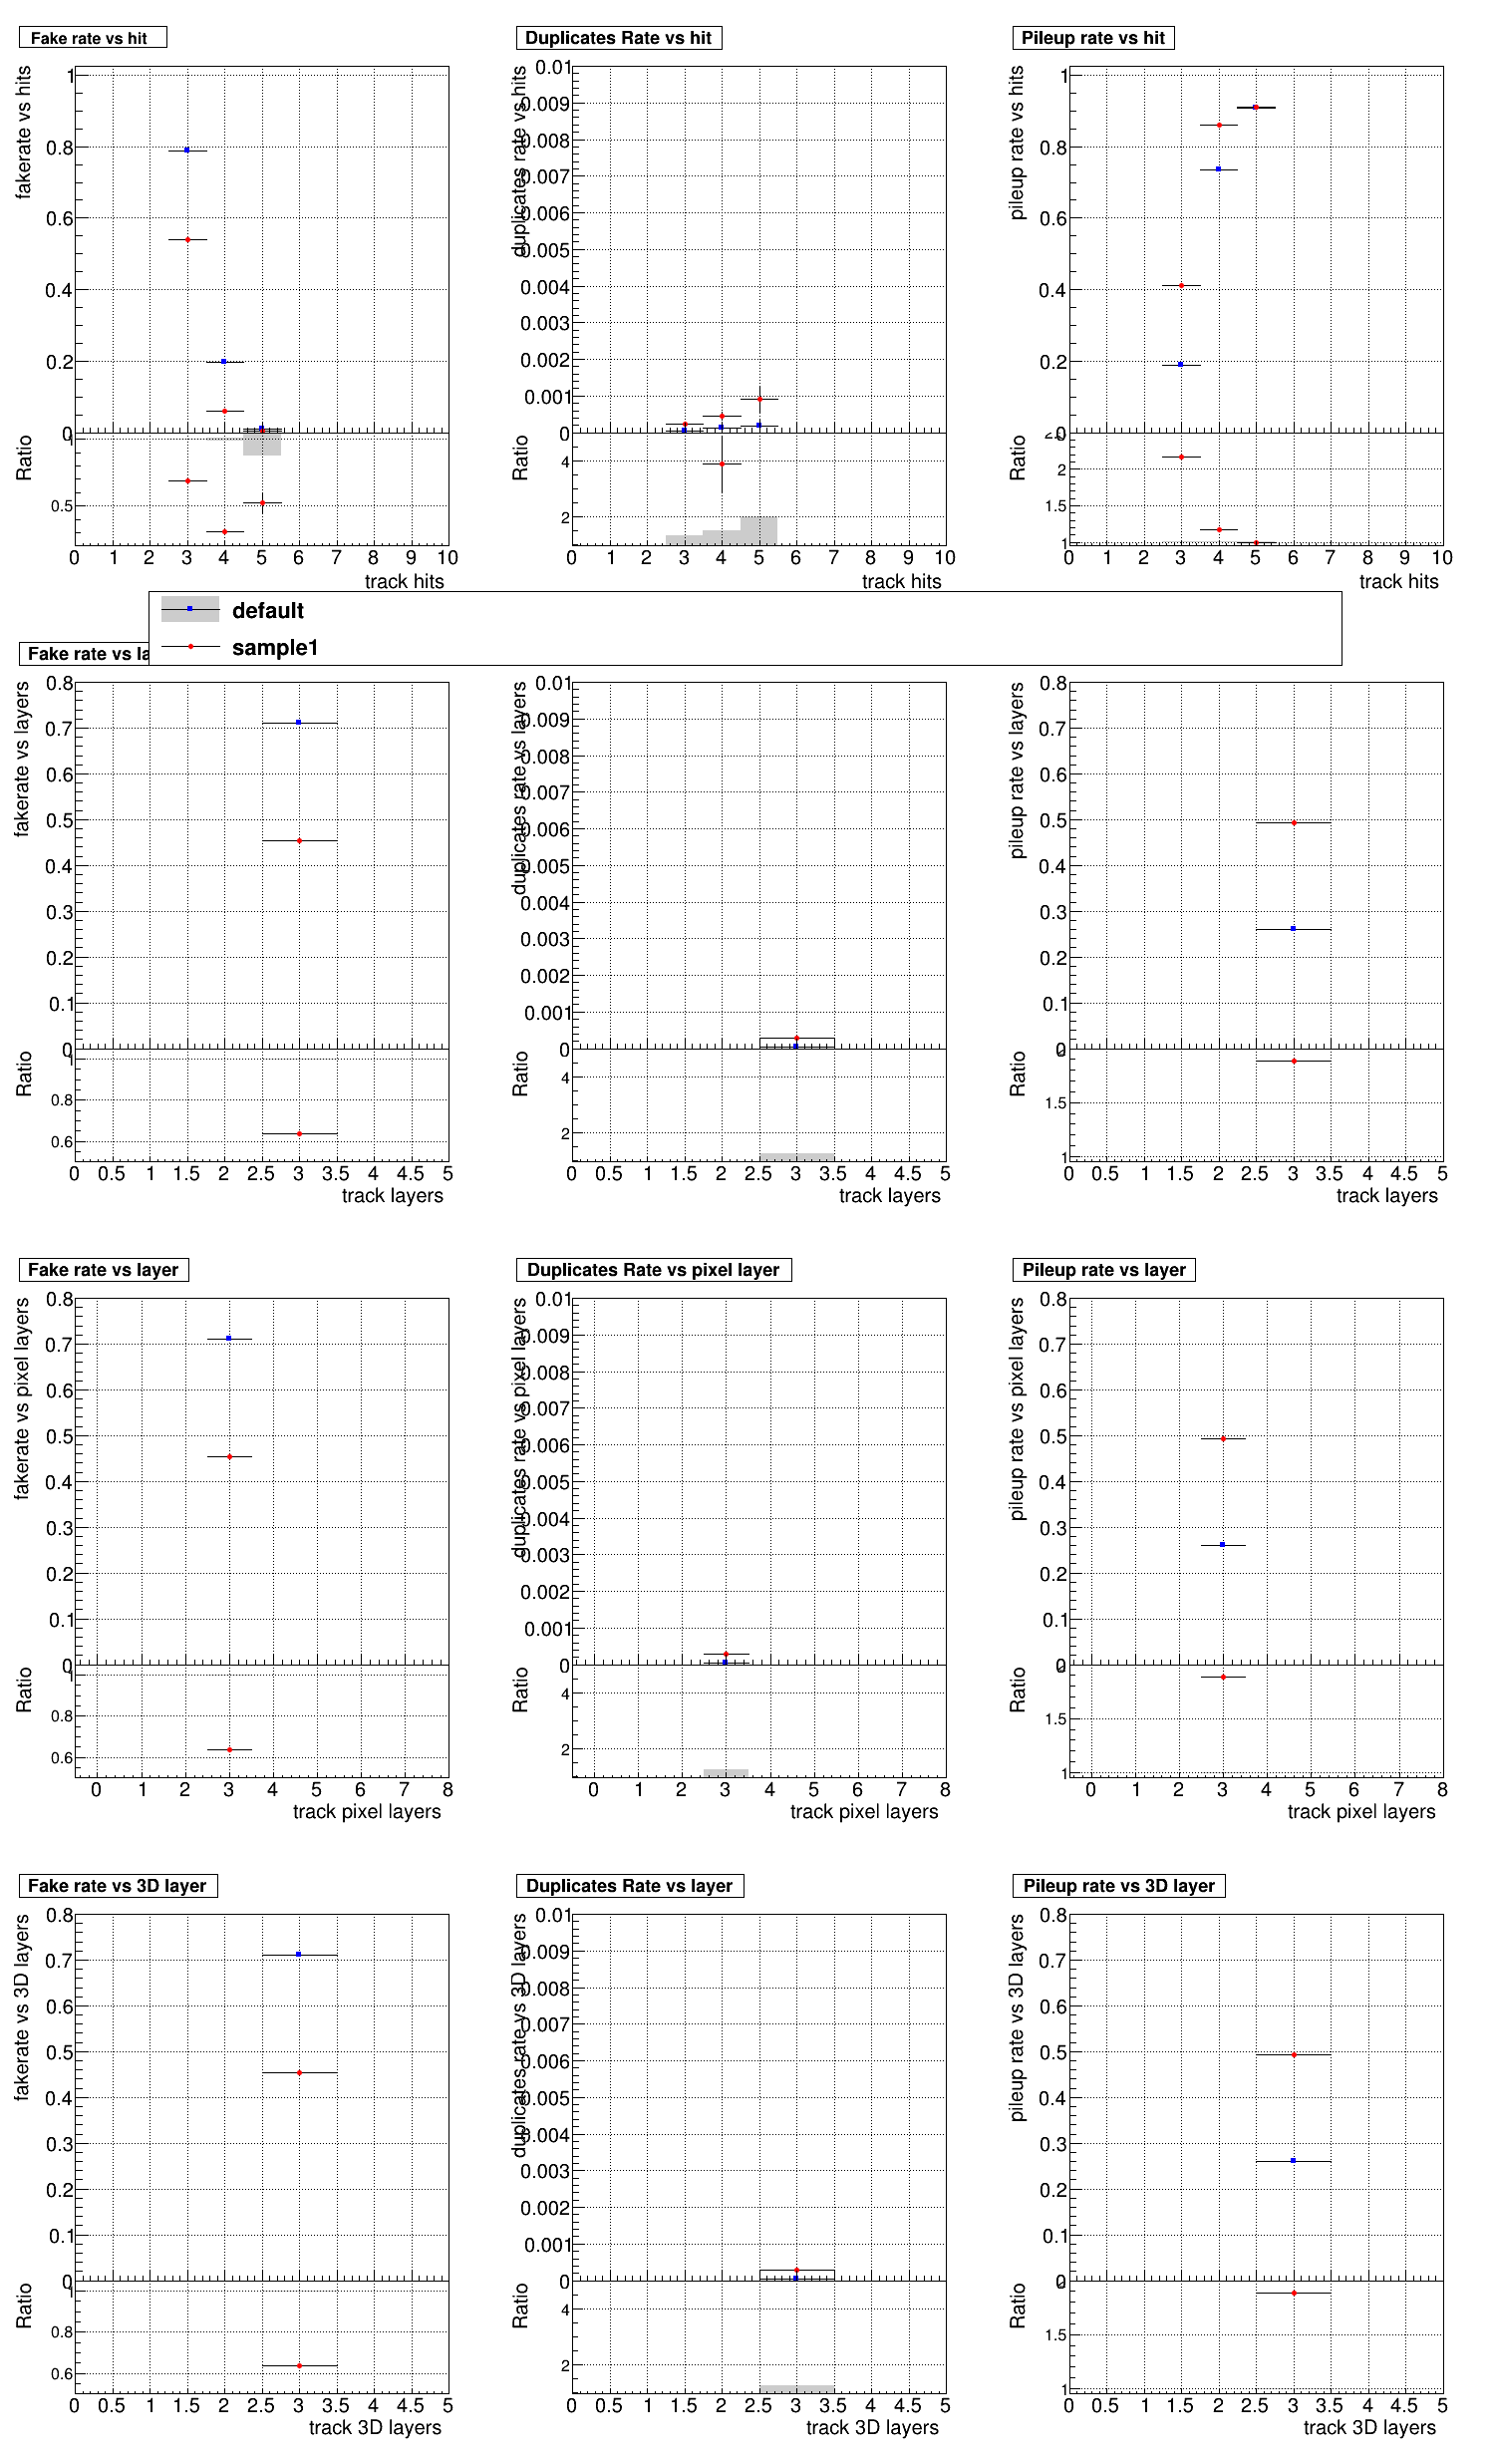 Fake rate vs hit
Duplicates Rate vs hit
Pileup rate vs hit
fakerate vs hits
1
0.8
0.6
0.4
0.2
0
Ratio
1
0.5
0 1 2 3 4 5 6 7 8 9 10
track hits
duplicates rate vs hits
0.01
0.009
0.008
0.007
0.006
0.005
0.004
0.003
0.002
0.001
0
Ratio
4
2
0 1 2 3 4 5 6 7 8 9 10
track hits
pileup rate vs hits
1
0.8
0.6
0.4
0.2
0
Ratio
2
1.5
1
0 1 2 3 4 5 6 7 8 9 10
track hits
default
sample1
Fake rate vs la
fakerate vs layers
0.8
0.7
0.6
0.5
0.4
0.3
0.2
0.1
0
Ratio
1
0.8
0.6
0 0.5 1 1.5 2 2.5 3 3.5 4 4.5 5
track layers
duplicates rate vs layers
0.01
0.009
0.008
0.007
0.006
0.005
0.004
0.003
0.002
0.001
0
Ratio
4
2
0 0.5 1 1.5 2 2.5 3 3.5 4 4.5 5
track layers
pileup rate vs layers
0.8
0.7
0.6
0.5
0.4
0.3
0.2
0.1
0
Ratio
1.5
1
0 0.5 1 1.5 2 2.5 3 3.5 4 4.5 5
track layers
Fake rate vs layer
Duplicates Rate vs pixel layer
Pileup rate vs layer
fakerate vs pixel layers
0.8
0.7
0.6
0.5
0.4
0.3
0.2
0.1
0
Ratio
1
0.8
0.6
0 1 2 3 4 5 6 7 8
track pixel layers
duplicates rate vs pixel layers
0.01
0.009
0.008
0.007
0.006
0.005
0.004
0.003
0.002
0.001
0
Ratio
4
2
0 1 2 3 4 5 6 7 8
track pixel layers
pileup rate vs pixel layers
0.8
0.7
0.6
0.5
0.4
0.3
0.2
0.1
0
Ratio
1.5
1
0 1 2 3 4 5 6 7 8
track pixel layers
Fake rate vs 3D layer
Duplicates Rate vs layer
Pileup rate vs 3D layer
fakerate vs 3D layers
0.8
0.7
0.6
0.5
0.4
0.3
0.2
0.1
0
Ratio
1
0.8
0.6
0 0.5 1 1.5 2 2.5 3 3.5 4 4.5 5
track 3D layers
duplicates rate vs 3D layers
0.01
0.009
0.008
0.007
0.006
0.005
0.004
0.003
0.002
0.001
0
Ratio
4
2
0 0.5 1 1.5 2 2.5 3 3.5 4 4.5 5
track 3D layers
pileup rate vs 3D layers
0.8
0.7
0.6
0.5
0.4
0.3
0.2
0.1
0
Ratio
1.5
1
0 0.5 1 1.5 2 2.5 3 3.5 4 4.5 5
track 3D layers